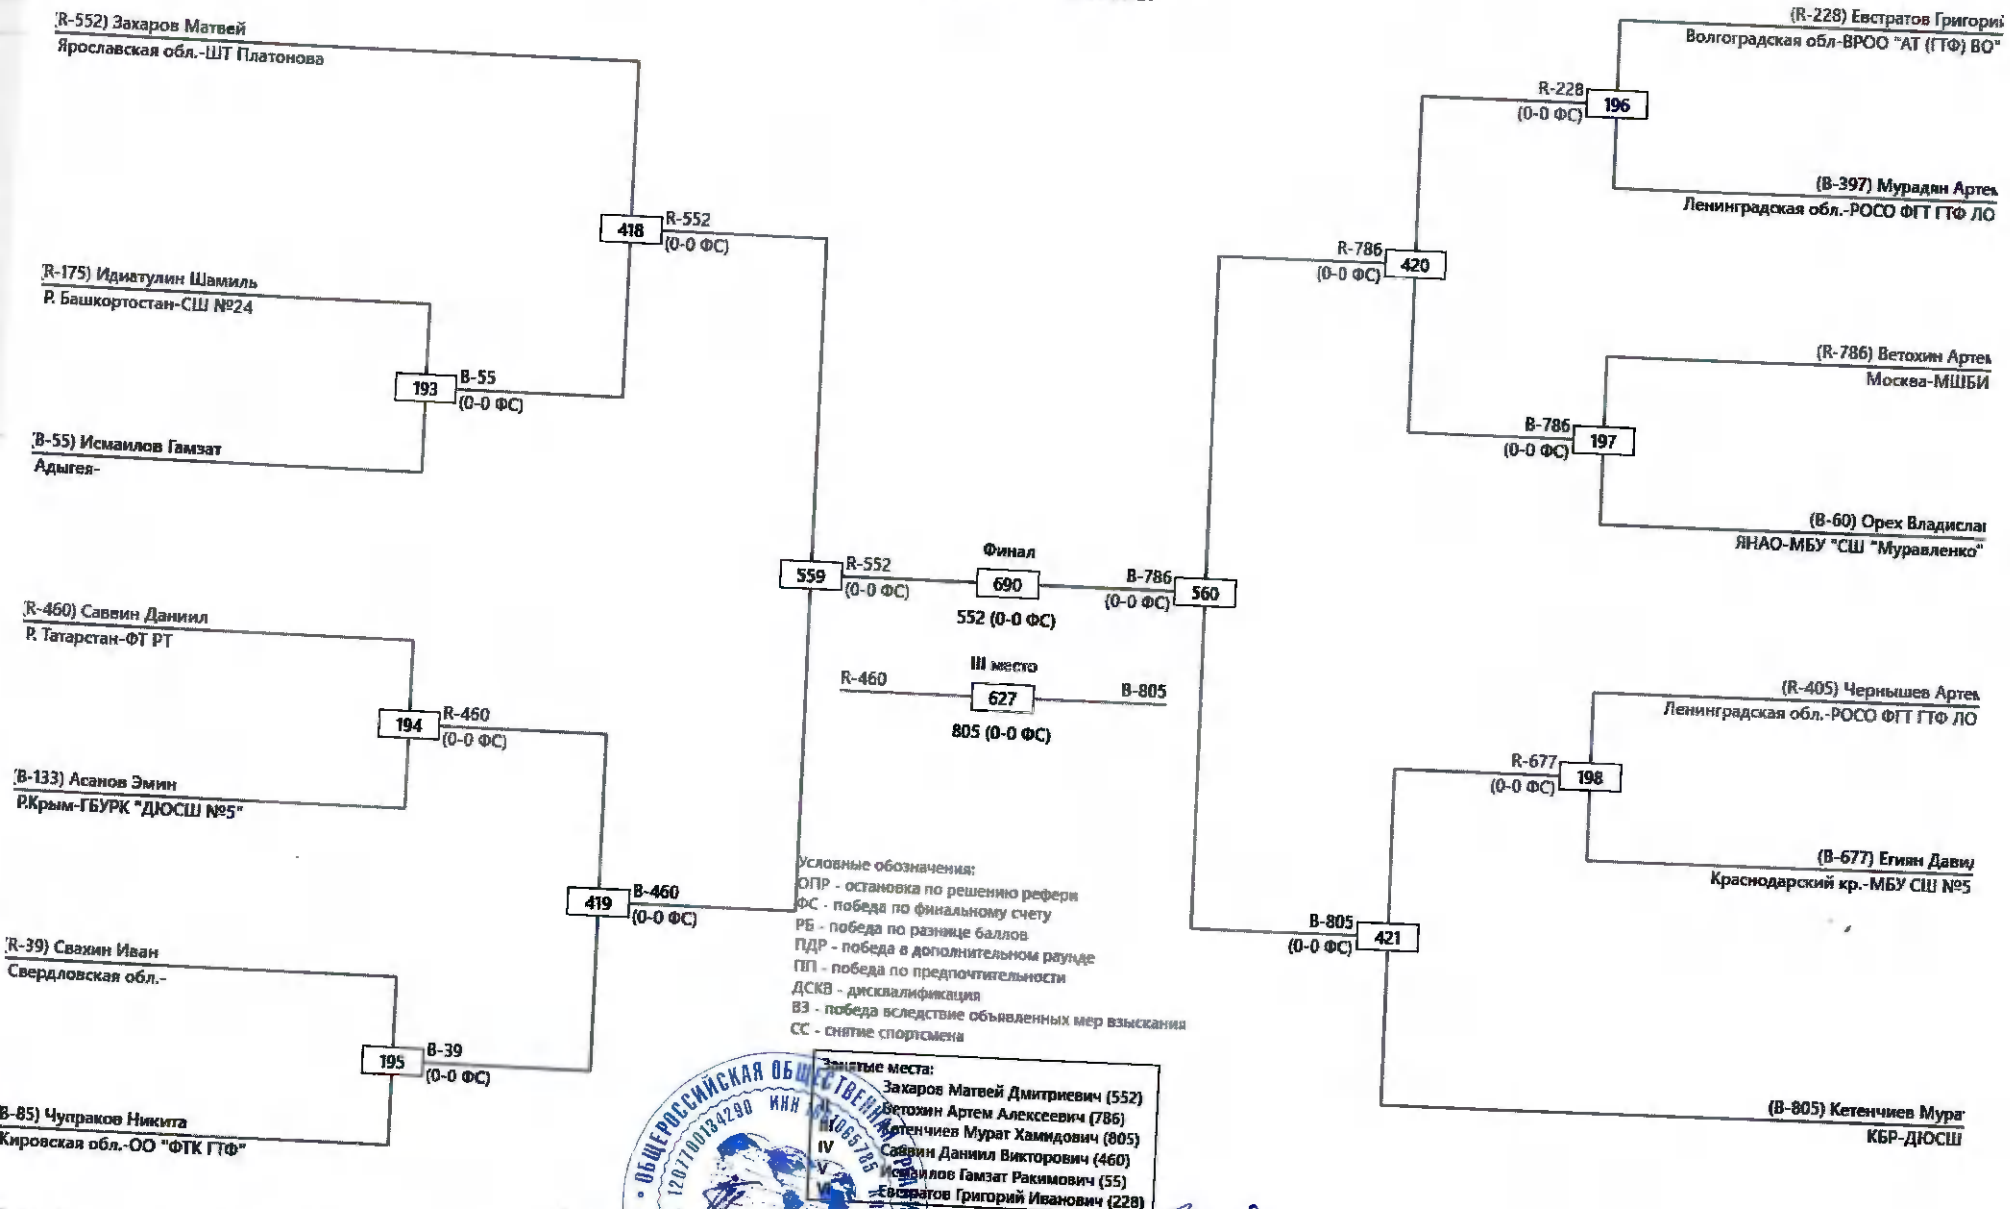 (R-552) Захаров Матвей
Ярославская обл.-ШТ Платонова
418
R-552
(0-0 ФС)
(R-175) Идиатулин Шамиль
Р. Башкортостан-СШ №24
193
B-55
(0-0 ФС)
(B-55) Исмаилов Гамзат
Адыгея-
559
R-552
(0-0 ФС)
(R-460) Саввин Даниил
Р. Татарстан-ФТ РТ
194
R-460
(0-0 ФС)
(B-133) Асанов Эмин
Р.Крым-ГБУРК "ДЮСШ №5"
419
B-460
(0-0 ФС)
(R-39) Свахин Иван
Свердловская обл.-
195
B-39
(0-0 ФС)
B-85) Чупраков Никита
Кировская обл.-ОО "ФТК ГТФ"
Финал
690
552 (0-0 ФС)
III место
R-460
627
B-805
805 (0-0 ФС)
(R-228) Евстратов Григорий
Волгоградская обл-ВРОО "АТ (ГТФ) ВО"
R-228
(0-0 ФС)
196
(B-397) Мурадян Артем
Ленинградская обл.-РОСО ФГТ ГТФ ЛО
R-786
(0-0 ФС)
420
(R-786) Ветохин Артем
Москва-МШБИ
B-786
(0-0 ФС)
197
(B-60) Орех Владислав
ЯНАО-МБУ "СШ "Муравленко"
B-786
(0-0 ФС)
560
(R-405) Чернышев Артем
Ленинградская обл.-РОСО ФГТ ГТФ ЛО
R-677
(0-0 ФС)
198
(B-677) Егиян Давид
Краснодарский кр.-МБУ СШ №5
B-805
(0-0 ФС)
421
(B-805) Кетенчиев Мурат
КБР-ДЮСШ
Условные обозначения:
ОПР - остановка по решению рефери
ФС - победа по финальному счету
РБ - победа по разнице баллов
ПДР - победа в дополнительном раунде
ПП - победа по предпочтительности
ДСКВ - дисквалификация
ВЗ - победа вследствие объявленных мер взыскания
СС - снятие спортсмена
Занятые места:
Захаров Матвей Дмитриевич (552)
II Ветохин Артем Алексеевич (786)
III Кетенчиев Мурат Хамидович (805)
IV Саввин Даниил Викторович (460)
V Исмаилов Гамзат Ракимович (55)
VI Евстратов Григорий Иванович (228)
ОБЩЕРОССИЙСКАЯ ОБЩЕСТВЕННАЯ
1207700134290 ИНН